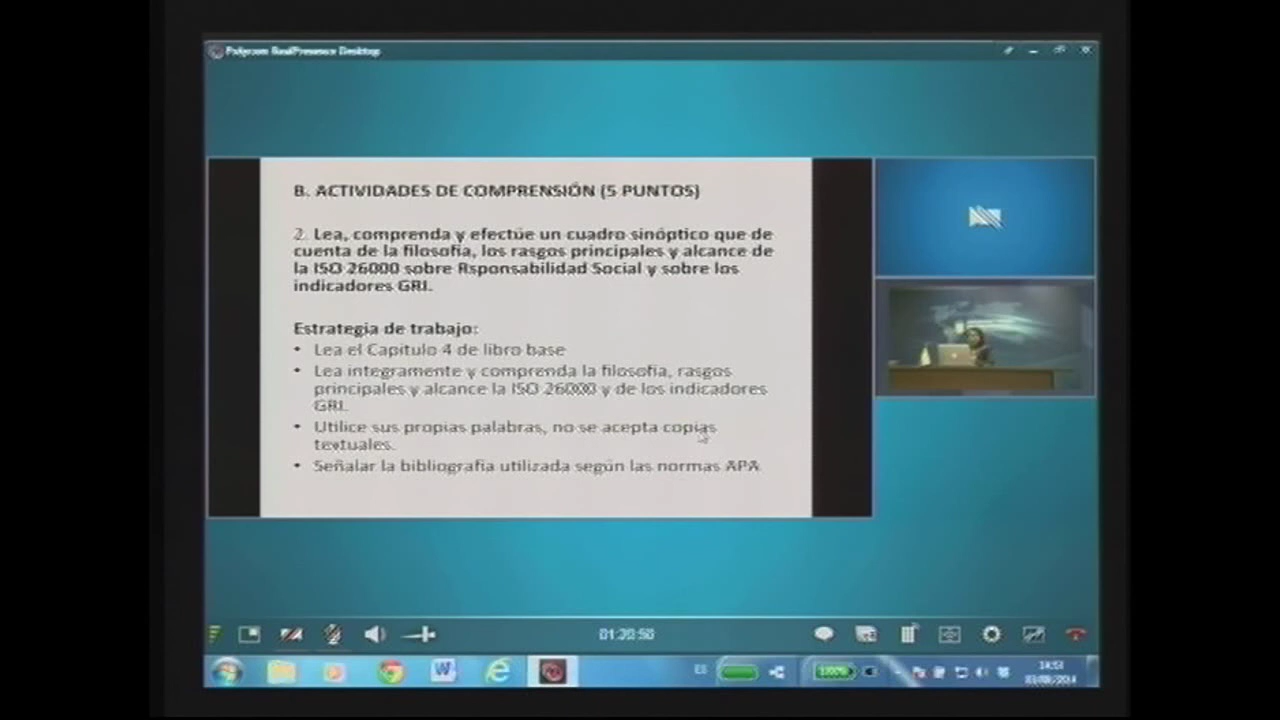 Polycom RealPresence Desktop
B. ACTIVIDADES DE COMPRENSIÓN (5 PUNTOS)
2. Lea, comprenda y efectúe un cuadro sinóptico que de
cuenta de la filosofía, los rasgos principales y alcance de
la ISO 26000 sobre Rsponsabilidad Social y sobre los
indicadores GRI.
Estrategia de trabajo:
• Lea el Capitulo 4 de libro base
• Lea integramente y comprenda la filosofía, rasgos
principales y alcance la ISO 26000 y de los indicadores
GRI.
• Utilice sus propias palabras, no se acepta copias
textuales.
• Señalar la bibliografía utilizada según las normas APA
ES
100%